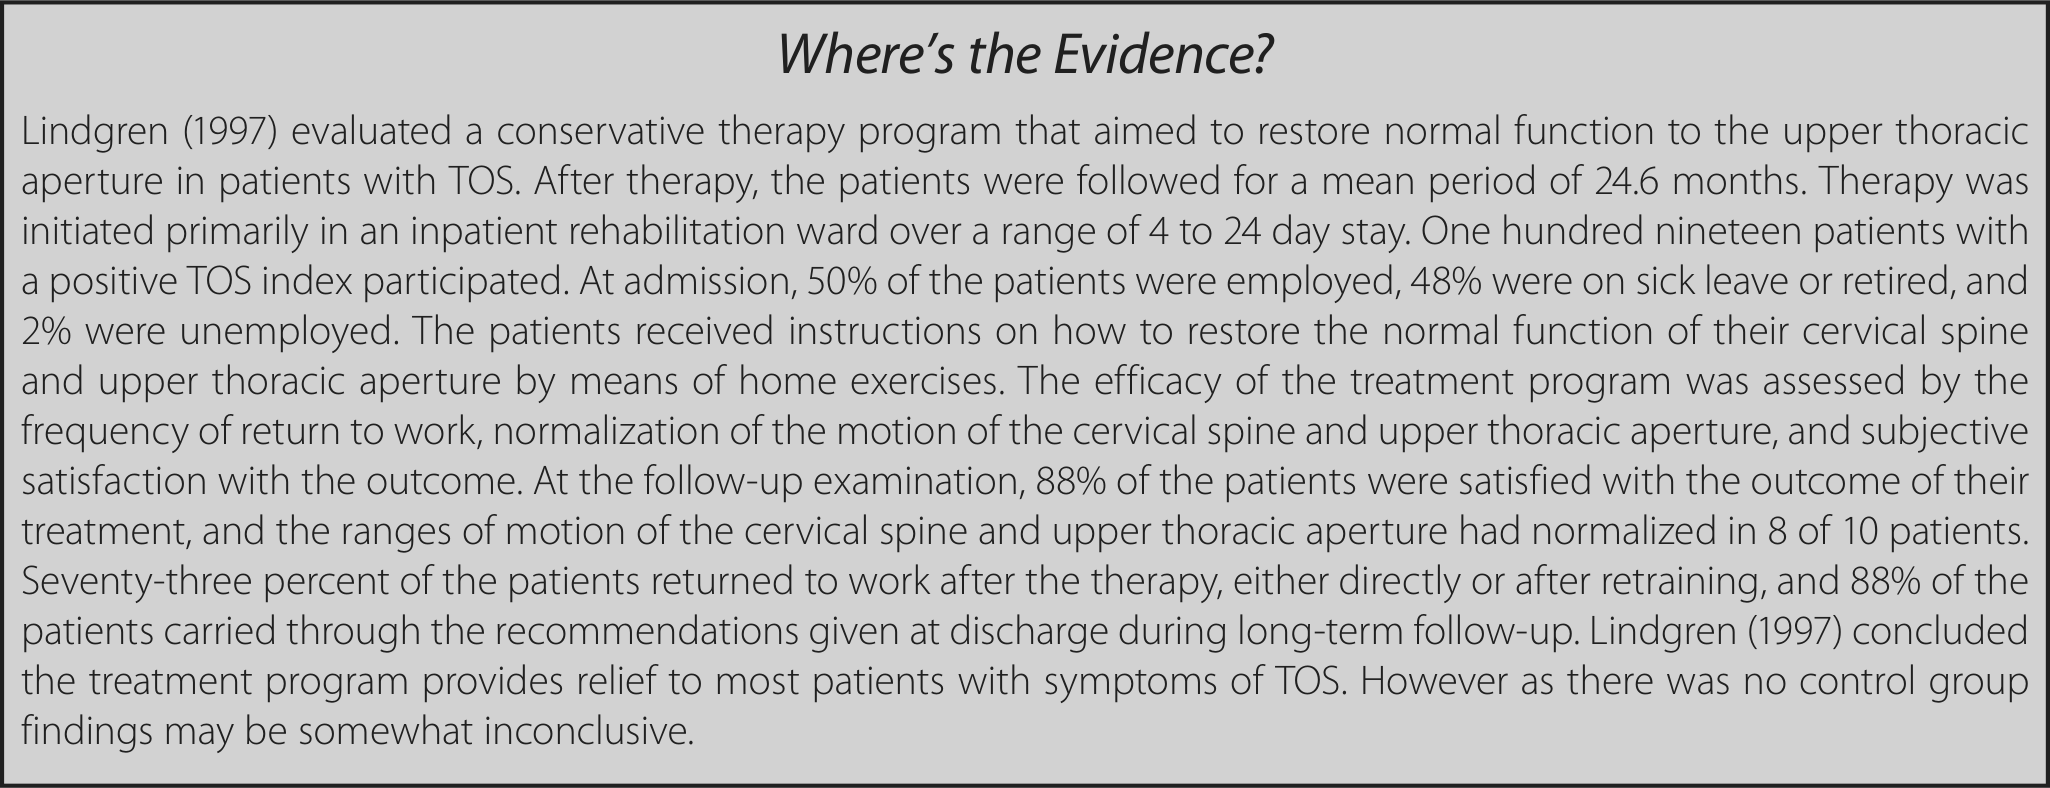 Where’s the Evidence?
Lindgren (1997) evaluated a conservative therapy program that aimed to restore normal function to the upper thoracic
aperture in patients with TOS. After therapy, the patients were followed for a mean period of 24.6 months. Therapy was
initiated primarily in an inpatient rehabilitation ward over a range of 4 to 24 day stay. One hundred nineteen patients with
a positive TOS index participated. At admission, 50% of the patients were employed, 48% were on sick leave or retired, and
2% were unemployed. The patients received instructions on how to restore the normal function of their cervical spine
and upper thoracic aperture by means of home exercises. The efficacy of the treatment program was assessed by the
frequency of return to work, normalization of the motion of the cervical spine and upper thoracic aperture, and subjective
satisfaction with the outcome. At the follow-up examination, 88% of the patients were satisfied with the outcome of their
treatment, and the ranges of motion of the cervical spine and upper thoracic aperture had normalized in 8 of 10 patients.
Seventy-three percent of the patients returned to work after the therapy, either directly or after retraining, and 88% of the
patients carried through the recommendations given at discharge during long-term follow-up. Lindgren (1997) concluded
the treatment program provides relief to most patients with symptoms of TOS. However as there was no control group
findings may be somewhat inconclusive.